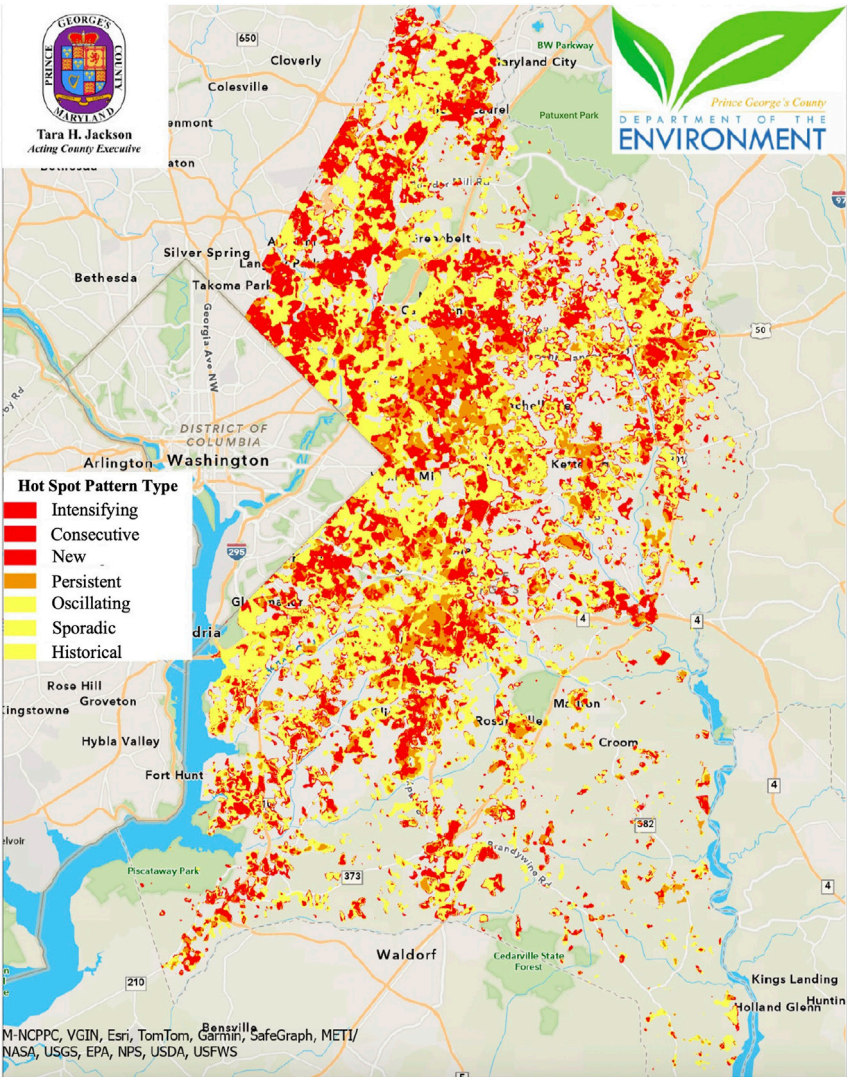 PRINCE GEORGE'S COUNTY
MARYLAND
Tara H. Jackson
Acting County Executive
Prince George's County
DEPARTMENT OF THE
ENVIRONMENT
650
Cloverly
BW Parkway
Maryland City
Colesville
Patuxent Park
Laurel
97
Silver Spring
Bethesda
Takoma Park
Georgia Ave NW
50
DISTRICT OF
COLUMBIA
Arlington
Washington
Hot Spot Pattern Type
Intensifying
Consecutive
New
Persistent
Oscillating
Sporadic
Historical
295
4
4
Rose Hill
Groveton
Hybla Valley
Croom
Fort Hunt
4
582
Brandywine Rd
Piscataway Park
373
4
Waldorf
Cedarville State
Forest
210
Kings Landing
Holland
Bensville
M-NCPPC, VGIN, Esri, TomTom, Garmin, SafeGraph, METI/
NASA, USGS, EPA, NPS, USDA, USFWS